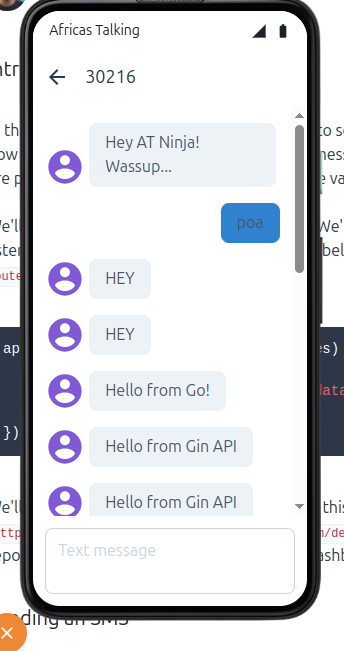 Africas Talking
30216
Hey AT Ninja!
Wassup...
poa
HEY
HEY
Hello from Go!
Hello from Gin API
Hello from Gin API
Text message